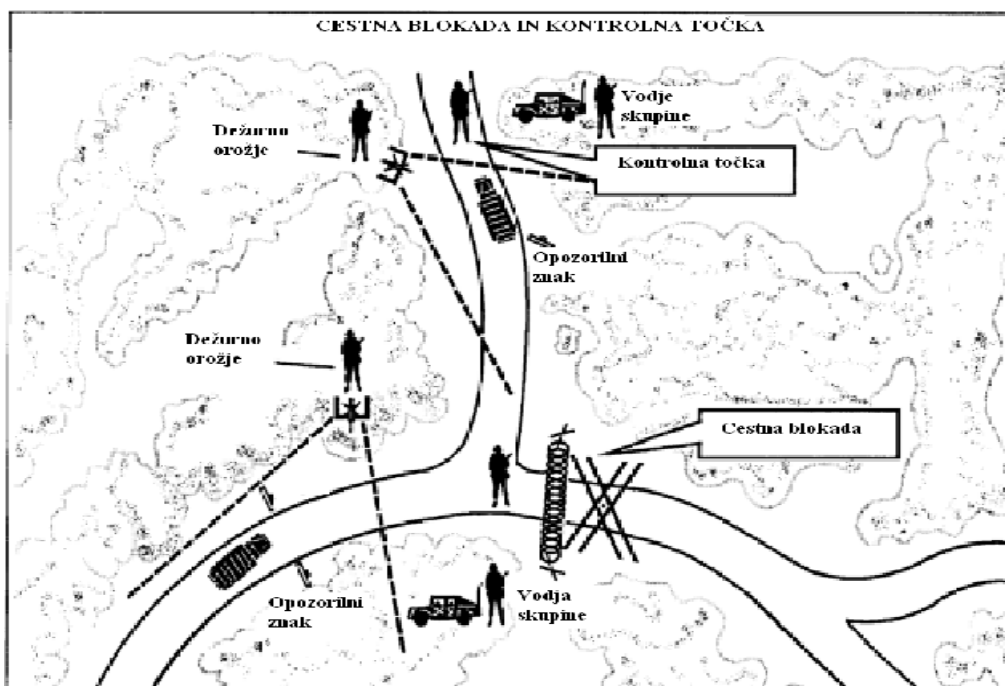 CESTNA BLOKADA IN KONTROLNA TOČKA
Vodje
skupine
Dežurno
orožje
Kontrolna točka
Opozorilni
znak
Dežurno
orožje
Cestna blokada
Opozorilni
znak
Vodja
skupine